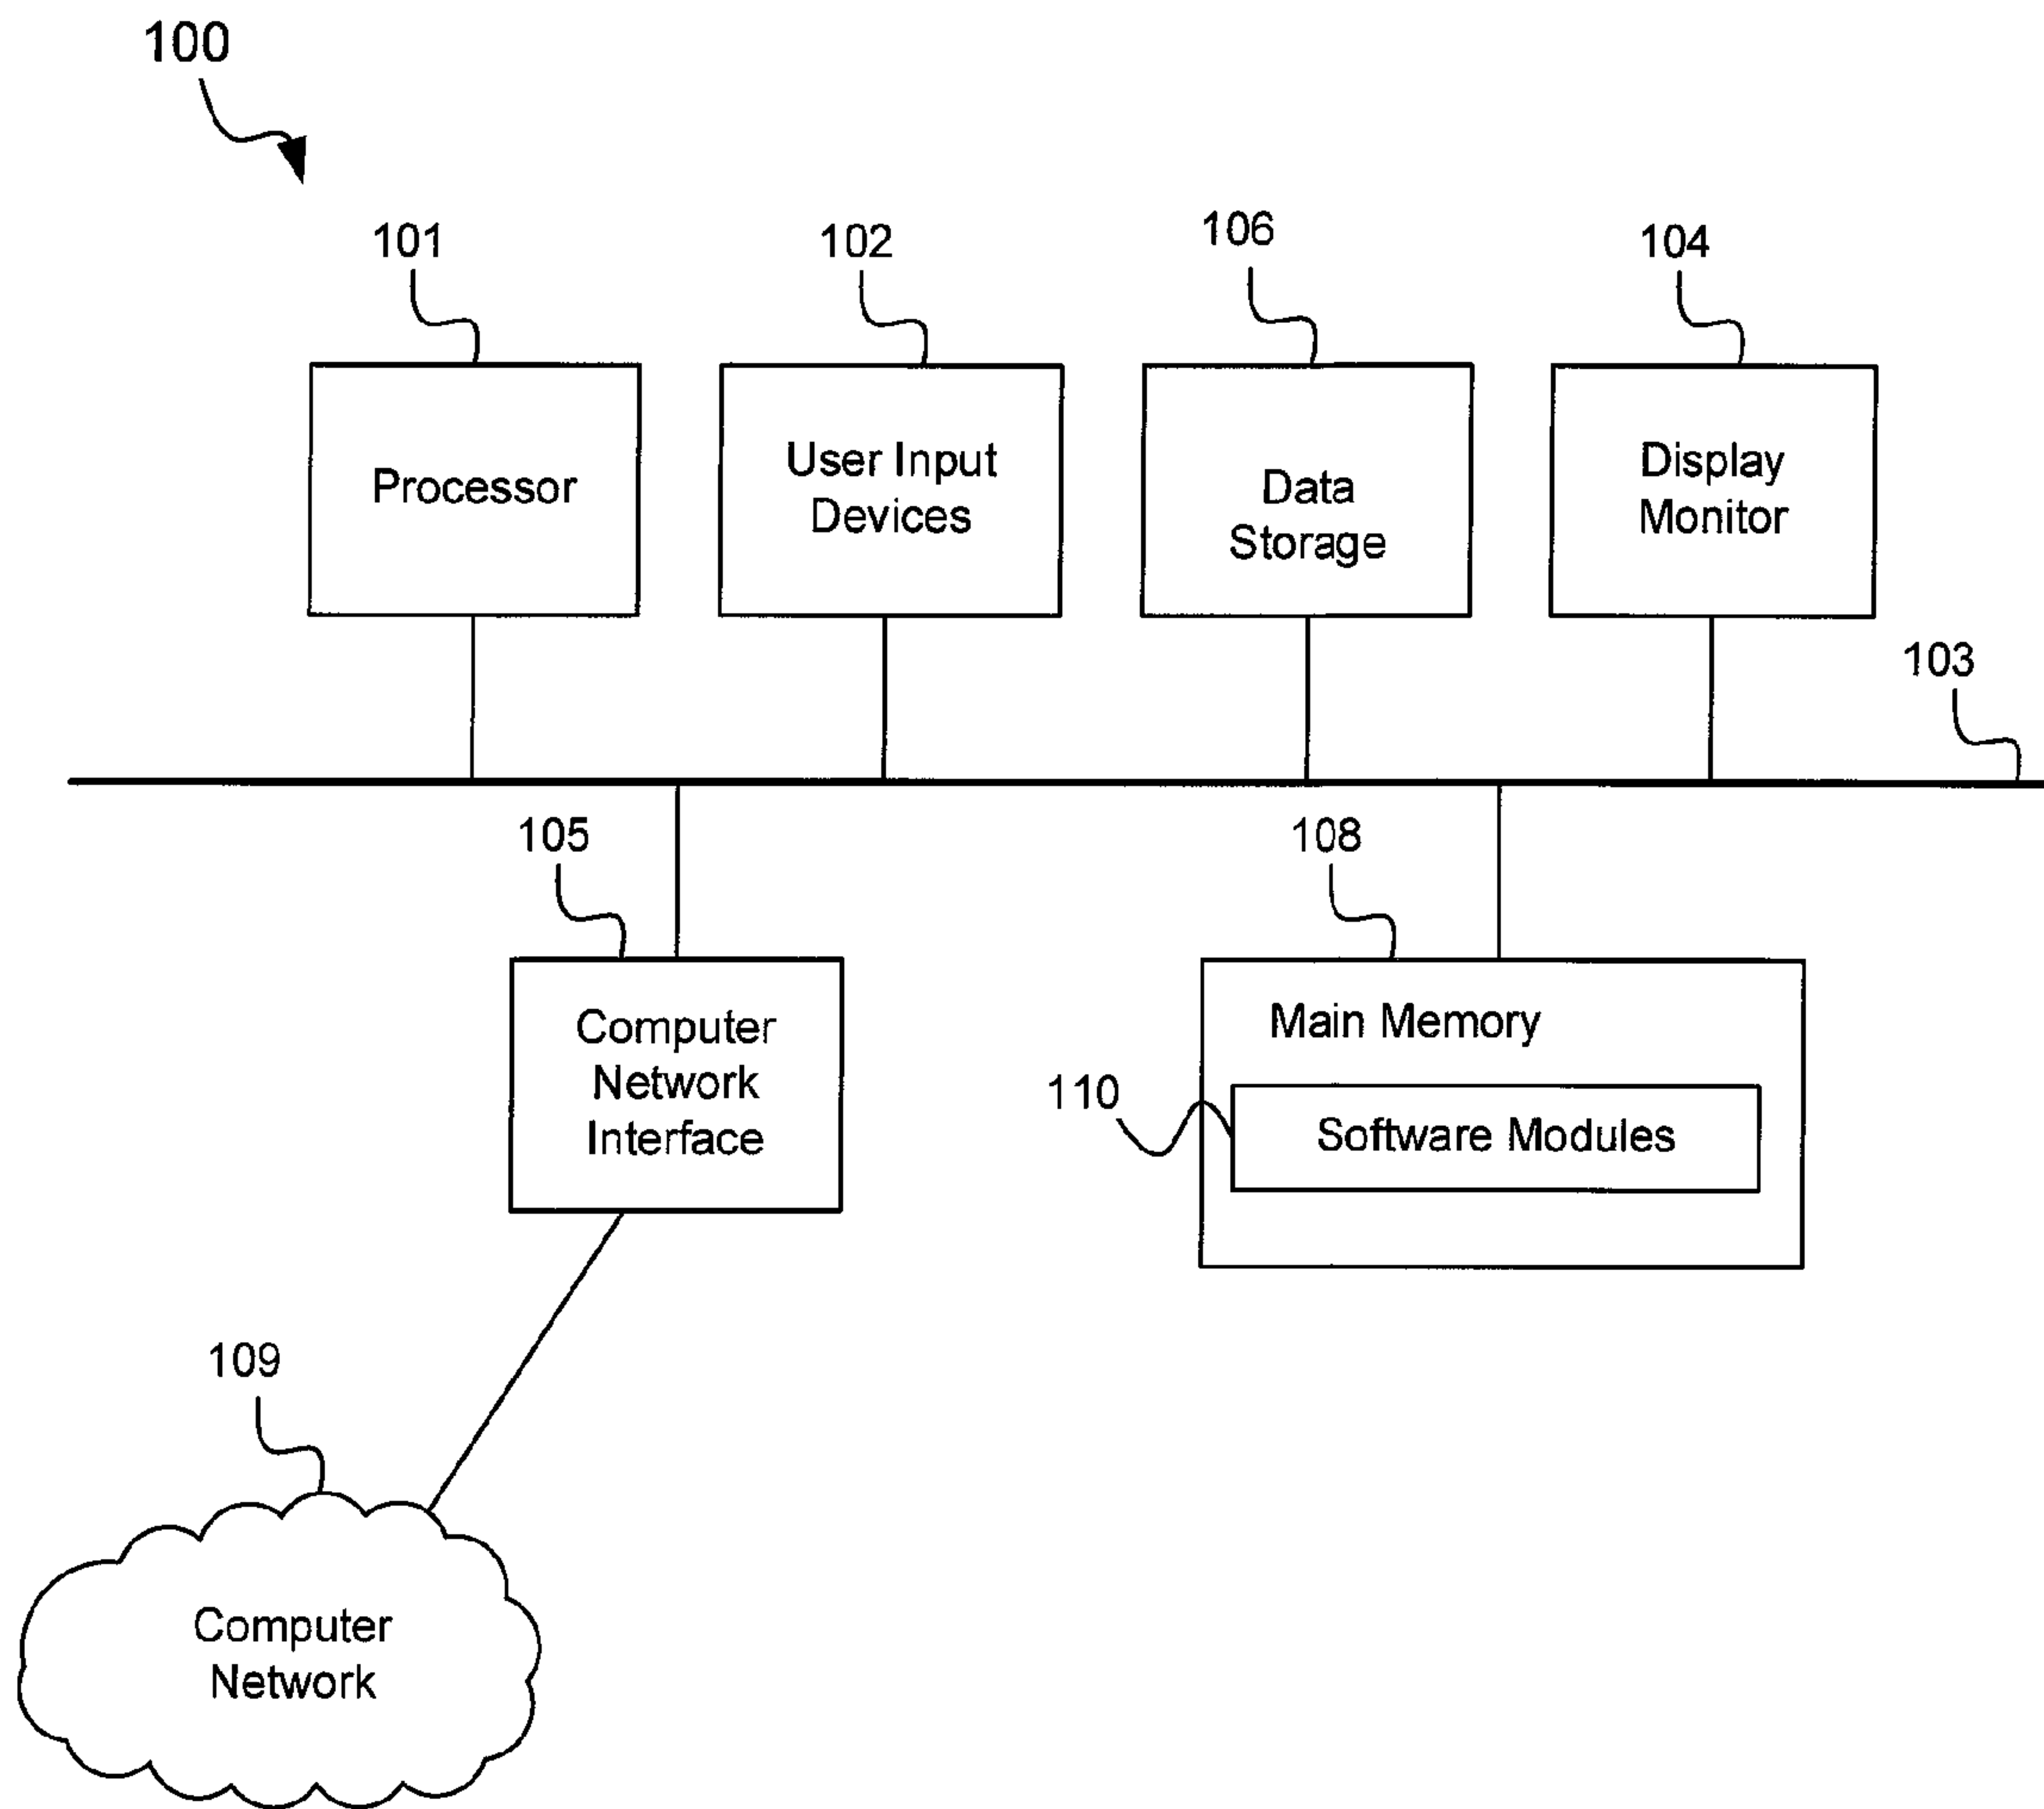 100
101
102
106
104
Processor
User Input
Devices
Data
Storage
Display
Monitor
103
105
108
Computer
Network
Interface
Main Memory
110
Software Modules
109
Computer
Network